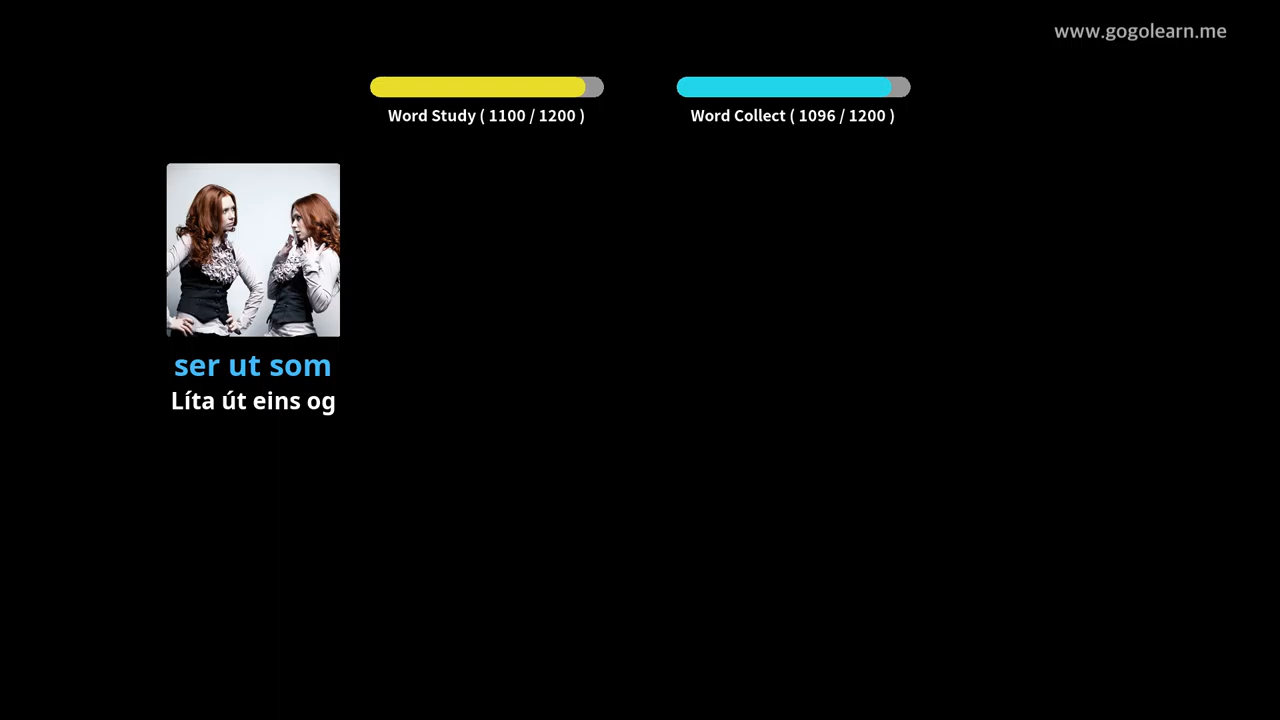 www.gogolearn.me
Word Study ( 1100 / 1200 )
Word Collect ( 1096 / 1200 )
ser ut som
Líta út eins og